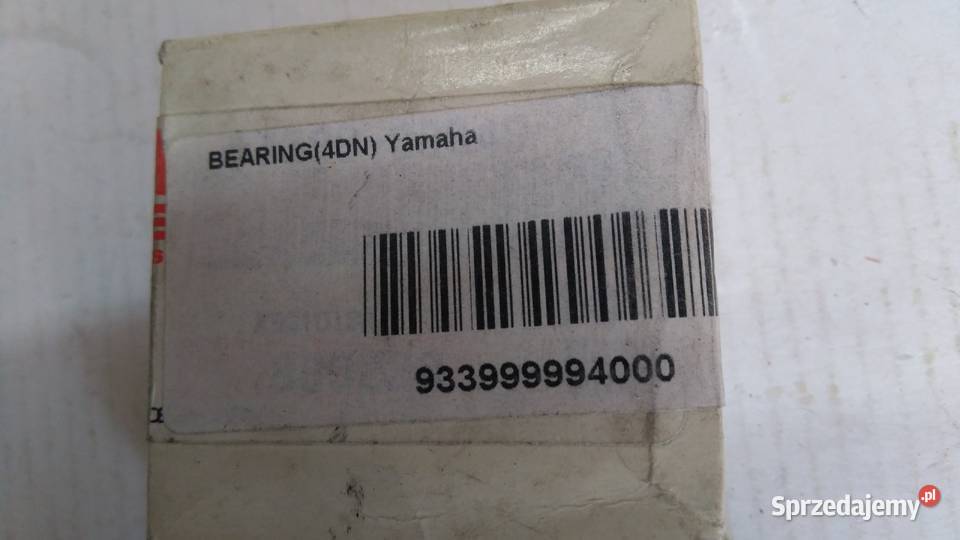 BEARING(4DN) Yamaha
933999994000
Sprzedajemy.pl